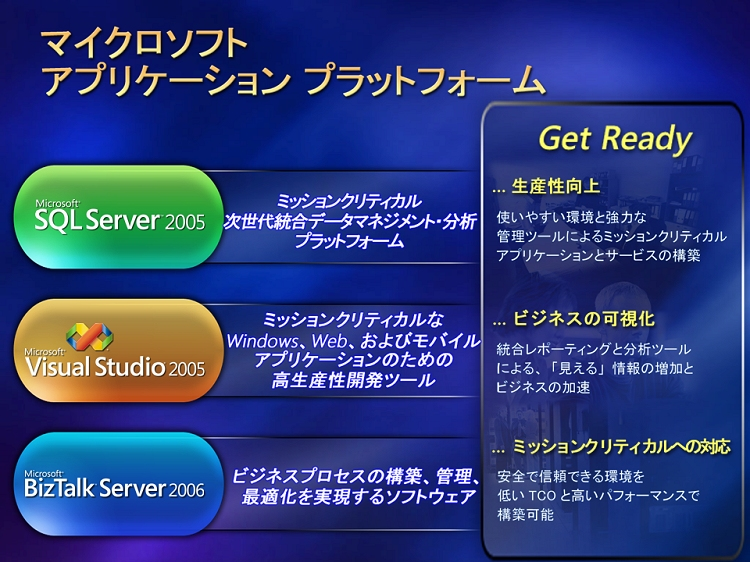 マイクロソフト
アプリケーション プラットフォーム
Microsoft
SQL Server 2005
ミッションクリティカル
次世代統合データマネジメント・分析
プラットフォーム
Microsoft
Visual Studio 2005
ミッションクリティカルな
Windows、Web、およびモバイル
アプリケーションのための
高生産性開発ツール
Microsoft
BizTalk Server 2006
ビジネスプロセスの構築、管理、
最適化を実現するソフトウェア
Get Ready
... 生産性向上
使いやすい環境と強力な
管理ツールによるミッションクリティカル
アプリケーションとサービスの構築
... ビジネスの可視化
統合レポーティングと分析ツール
による、「見える」情報の増加と
ビジネスの加速
... ミッションクリティカルへの対応
安全で信頼できる環境を
低い TCO と高いパフォーマンスで
構築可能